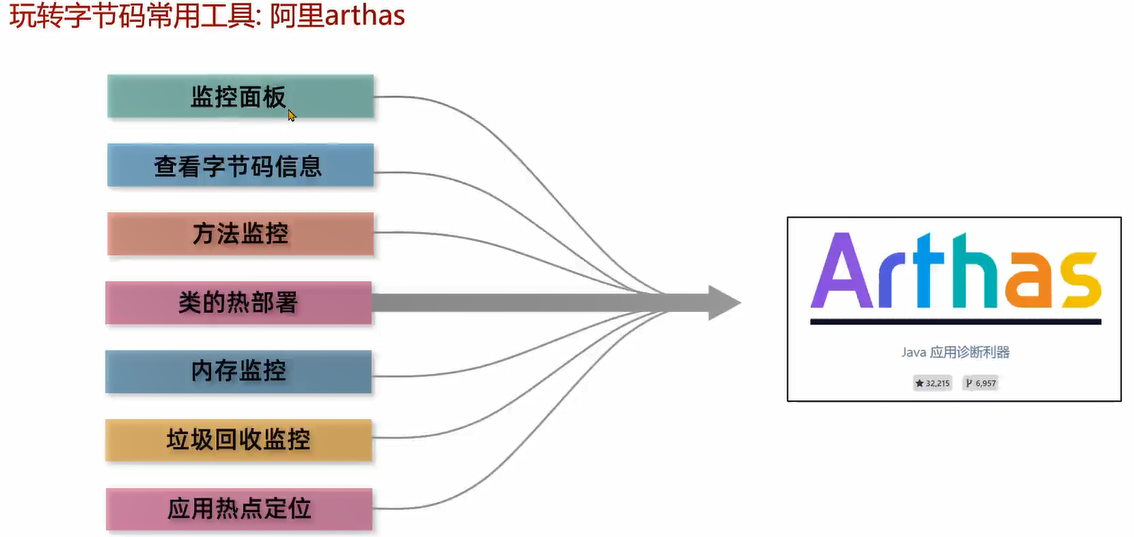 玩转字节码常用工具: 阿里arthas
监控面板
查看字节码信息
方法监控
类的热部署
内存监控
垃圾回收监控
应用热点定位
Arthas
Java 应用诊断利器
32,215 6,957